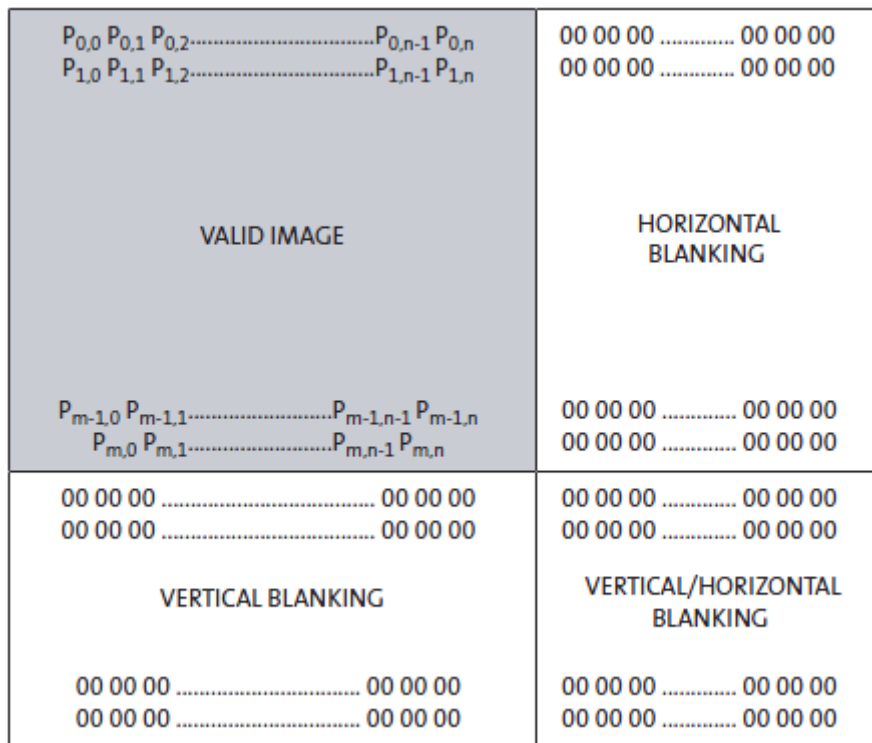 P0,0 P0,1 P0,2................................P0,n-1 P0,n
P1,0 P1,1 P1,2................................P1,n-1 P1,n
VALID IMAGE
Pm-1,0 Pm-1,1.........................Pm-1,n-1 Pm-1,n
Pm,0 Pm,1.........................Pm,n-1 Pm,n
00 00 00 ............. 00 00 00
00 00 00 ............. 00 00 00
HORIZONTAL
BLANKING
00 00 00 ............. 00 00 00
00 00 00 ............. 00 00 00
00 00 00 ..................................... 00 00 00
00 00 00 ..................................... 00 00 00
VERTICAL BLANKING
00 00 00 ................................ 00 00 00
00 00 00 ................................ 00 00 00
00 00 00 ............. 00 00 00
00 00 00 ............. 00 00 00
VERTICAL/HORIZONTAL
BLANKING
00 00 00 ............. 00 00 00
00 00 00 ............. 00 00 00